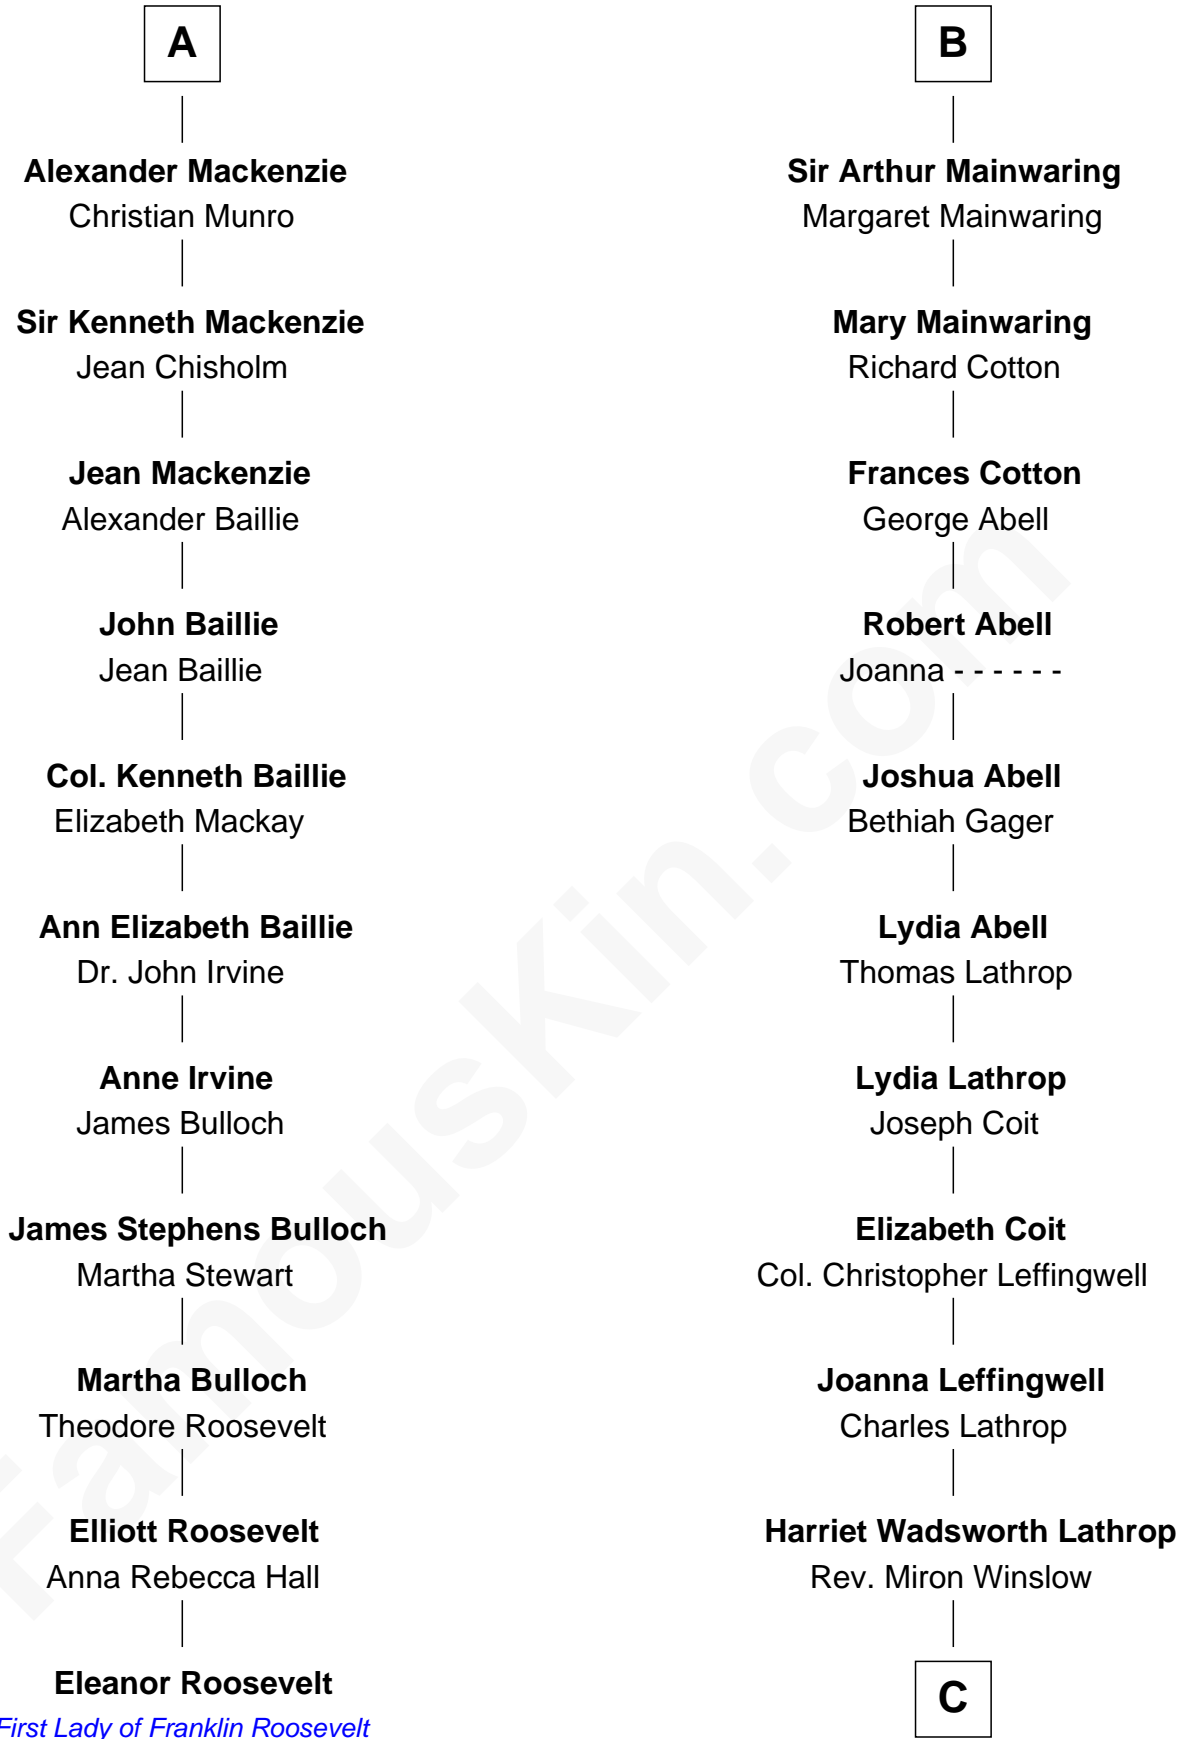 A
Alexander Mackenzie
Christian Munro
Sir Kenneth Mackenzie
Jean Chisholm
Jean Mackenzie
Alexander Baillie
John Baillie
Jean Baillie
Col. Kenneth Baillie
Elizabeth Mackay
Ann Elizabeth Baillie
Dr. John Irvine
Anne Irvine
James Bulloch
James Stephens Bulloch
Martha Stewart
Martha Bulloch
Theodore Roosevelt
Elliott Roosevelt
Anna Rebecca Hall
Eleanor Roosevelt
First Lady of Franklin Roosevelt
B
Sir Arthur Mainwaring
Margaret Mainwaring
Mary Mainwaring
Richard Cotton
Frances Cotton
George Abell
Robert Abell
Joanna - - - - - -
Joshua Abell
Bethiah Gager
Lydia Abell
Thomas Lathrop
Lydia Lathrop
Joseph Coit
Elizabeth Coit
Col. Christopher Leffingwell
Joanna Leffingwell
Charles Lathrop
Harriet Wadsworth Lathrop
Rev. Miron Winslow
C
FamousKin.com